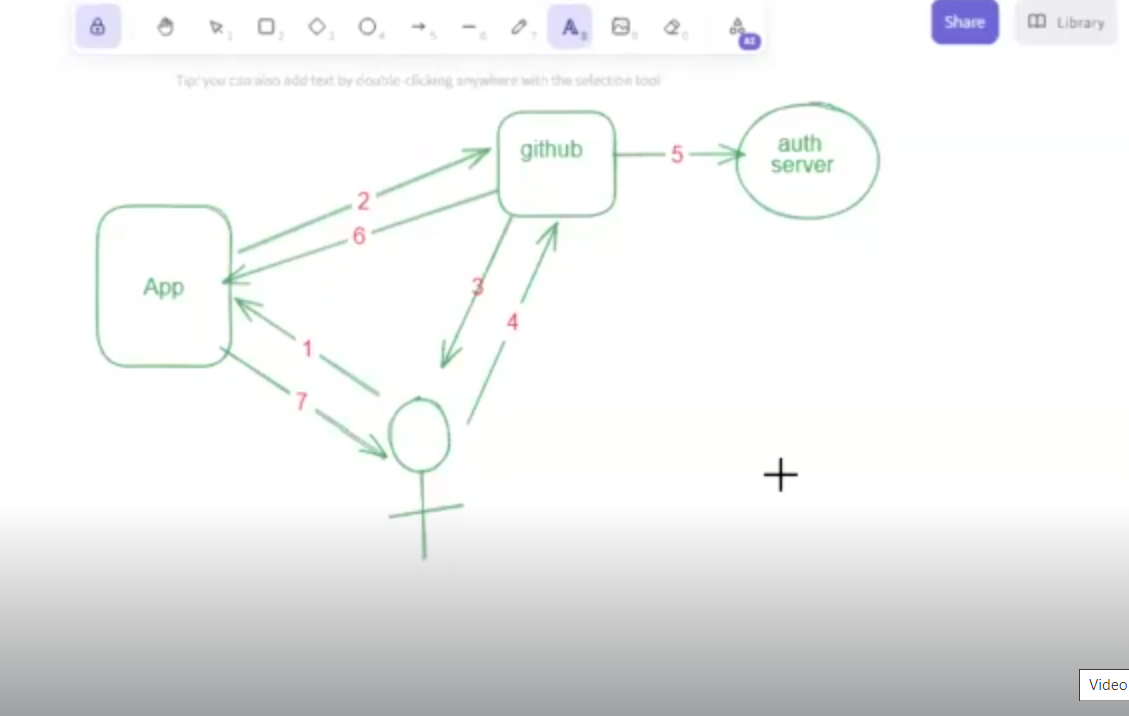 Share
Library
AI
Tip: you can also add text by double-clicking anywhere with the selection tool
github
5
auth
server
2
6
App
3
4
1
7
Video